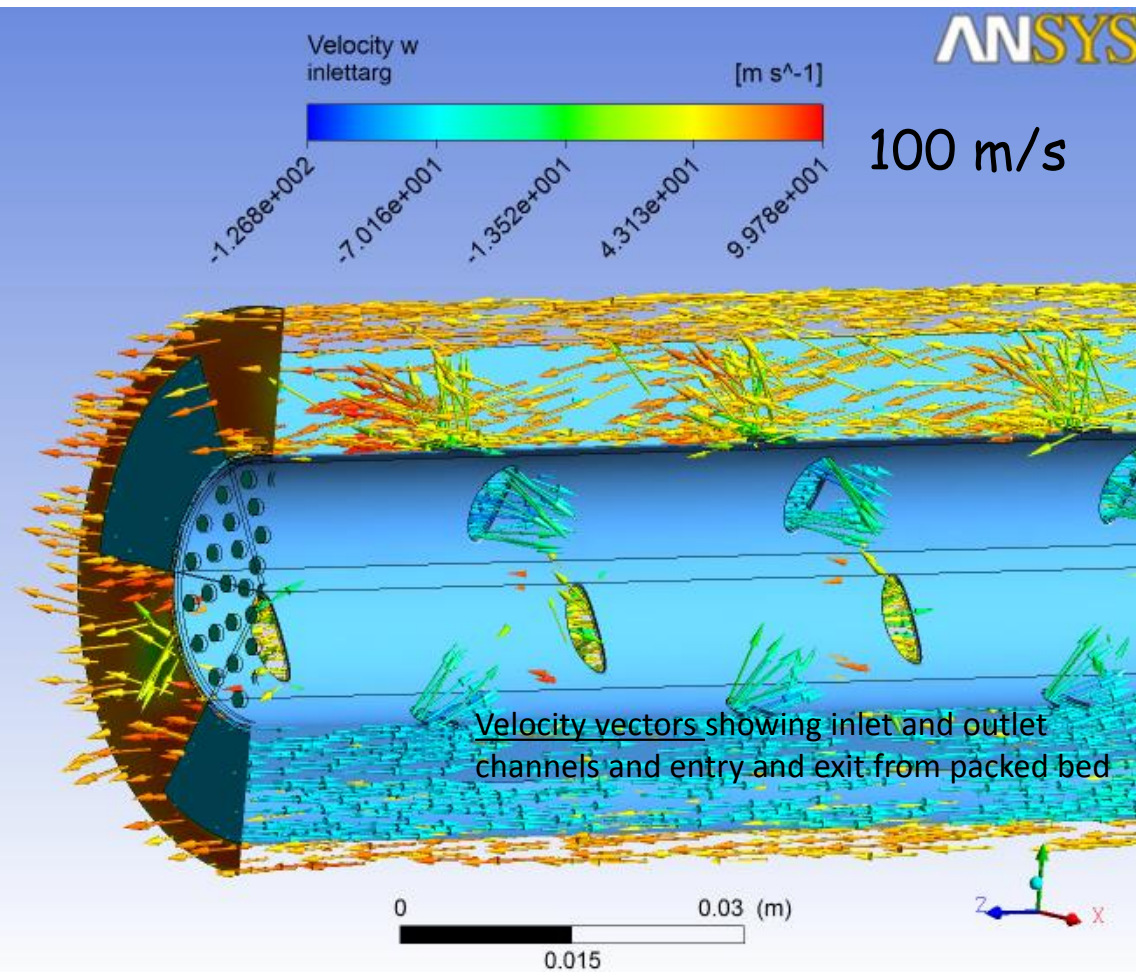 ANSYS
Velocity w
inlettarg
[m s^-1]
100 m/s
-1.268e+002
-7.016e+001
-1.352e+001
4.313e+001
9.978e+001
Velocity vectors showing inlet and outlet
channels and entry and exit from packed bed
0
0.03 (m)
0.015
Z
X